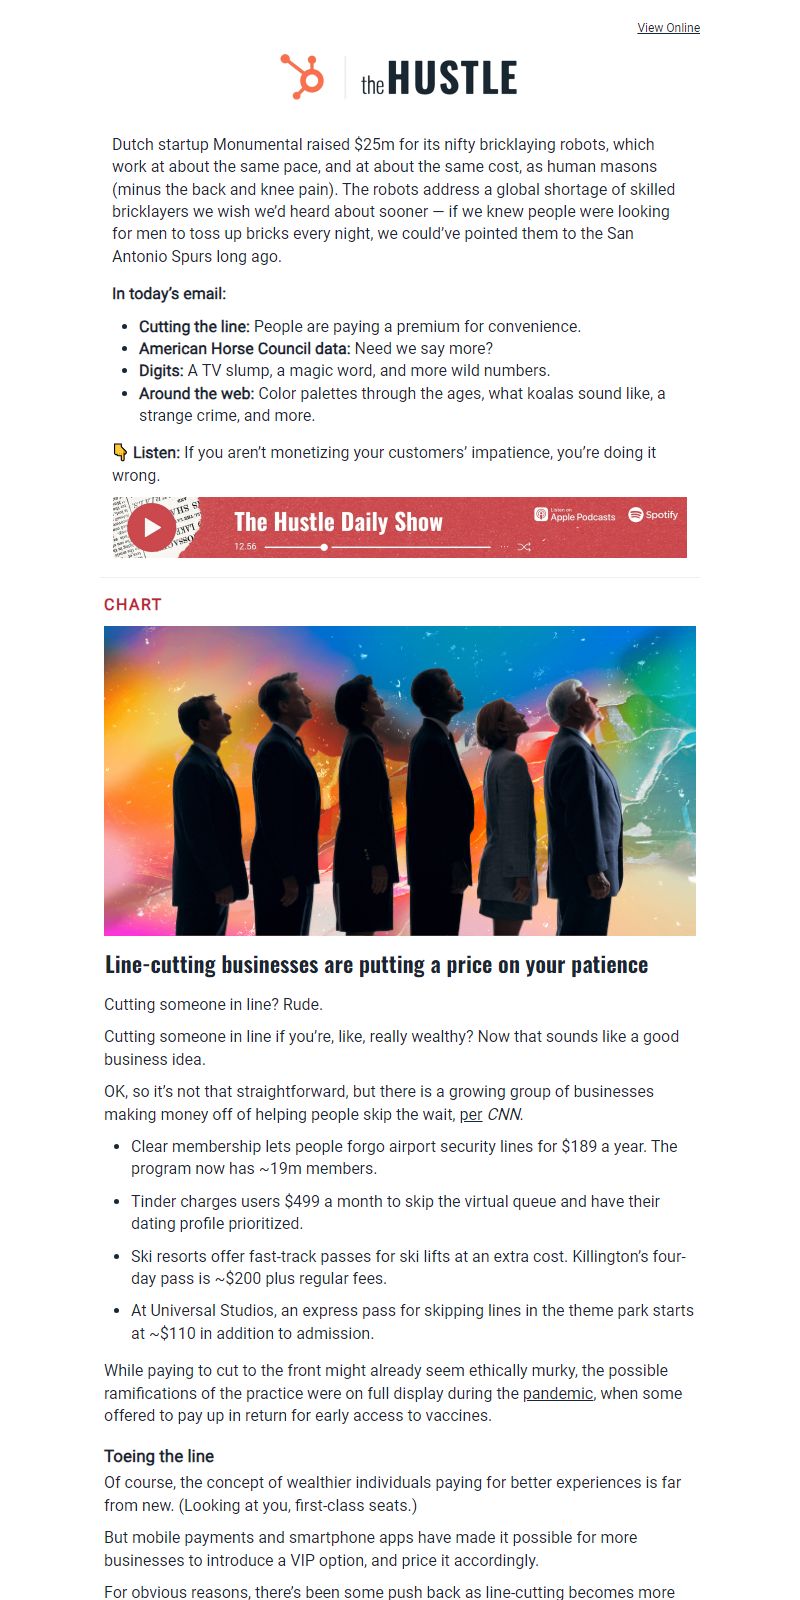 View Online
the HUSTLE
Dutch startup Monumental raised $25m for its nifty bricklaying robots, which
work at about the same pace, and at about the same cost, as human masons
(minus the back and knee pain). The robots address a global shortage of skilled
bricklayers we wish we’d heard about sooner — if we knew people were looking
for men to toss up bricks every night, we could’ve pointed them to the San
Antonio Spurs long ago.
In today’s email:
• Cutting the line: People are paying a premium for convenience.
• American Horse Council data: Need we say more?
• Digits: A TV slump, a magic word, and more wild numbers.
• Around the web: Color palettes through the ages, what koalas sound like, a
strange crime, and more.
👇 Listen: If you aren’t monetizing your customers’ impatience, you’re doing it
wrong.
The Hustle Daily Show
Listen on
Apple Podcasts
Spotify
12.56
CHART
Line-cutting businesses are putting a price on your patience
Cutting someone in line? Rude.
Cutting someone in line if you’re, like, really wealthy? Now that sounds like a good
business idea.
OK, so it’s not that straightforward, but there is a growing group of businesses
making money off of helping people skip the wait, per CNN.
• Clear membership lets people forgo airport security lines for $189 a year. The
program now has ~19m members.
• Tinder charges users $499 a month to skip the virtual queue and have their
dating profile prioritized.
• Ski resorts offer fast-track passes for ski lifts at an extra cost. Killington’s four-
day pass is ~$200 plus regular fees.
• At Universal Studios, an express pass for skipping lines in the theme park starts
at ~$110 in addition to admission.
While paying to cut to the front might already seem ethically murky, the possible
ramifications of the practice were on full display during the pandemic, when some
offered to pay up in return for early access to vaccines.
Toeing the line
Of course, the concept of wealthier individuals paying for better experiences is far
from new. (Looking at you, first-class seats.)
But mobile payments and smartphone apps have made it possible for more
businesses to introduce a VIP option, and price it accordingly.
For obvious reasons, there’s been some push back as line-cutting becomes more